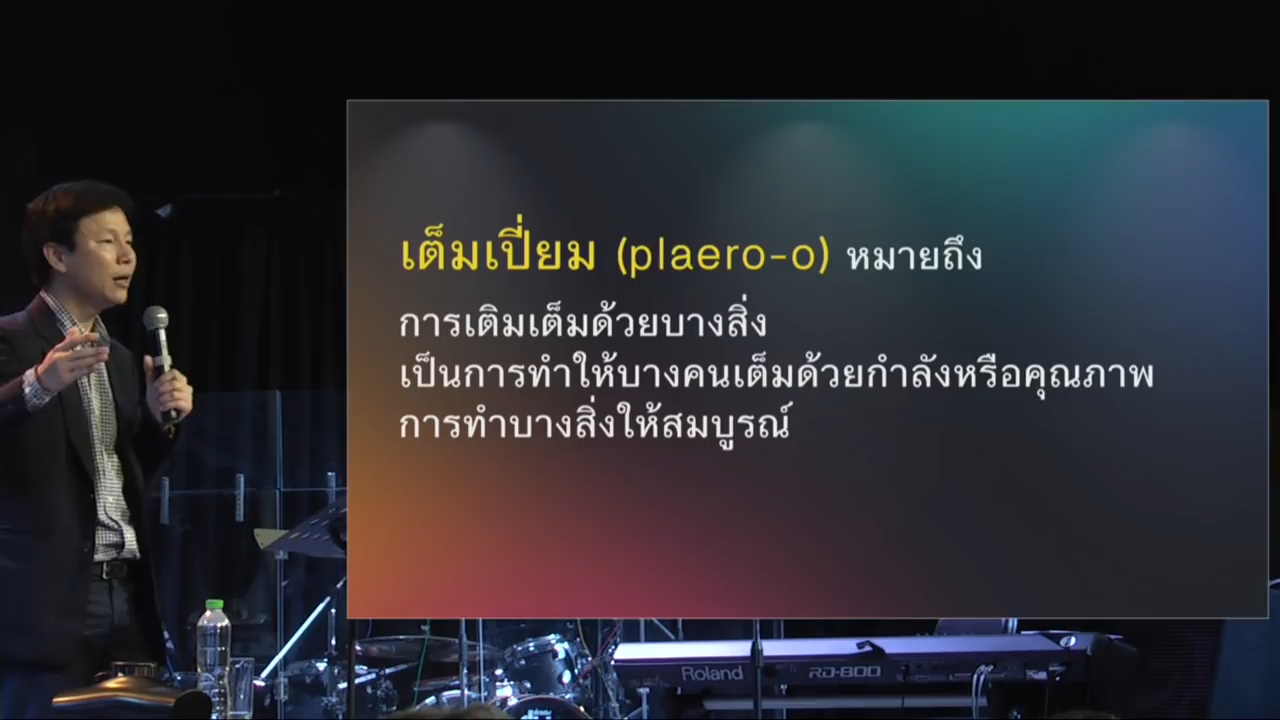 เต็มเปี่ยม (plaero-o) หมายถึง
การเติมเต็มด้วยบางสิ่ง
เป็นการทำให้บางคนเต็มด้วยกำลังหรือคุณภาพ
การทำบางสิ่งให้สมบูรณ์
Roland RD-800